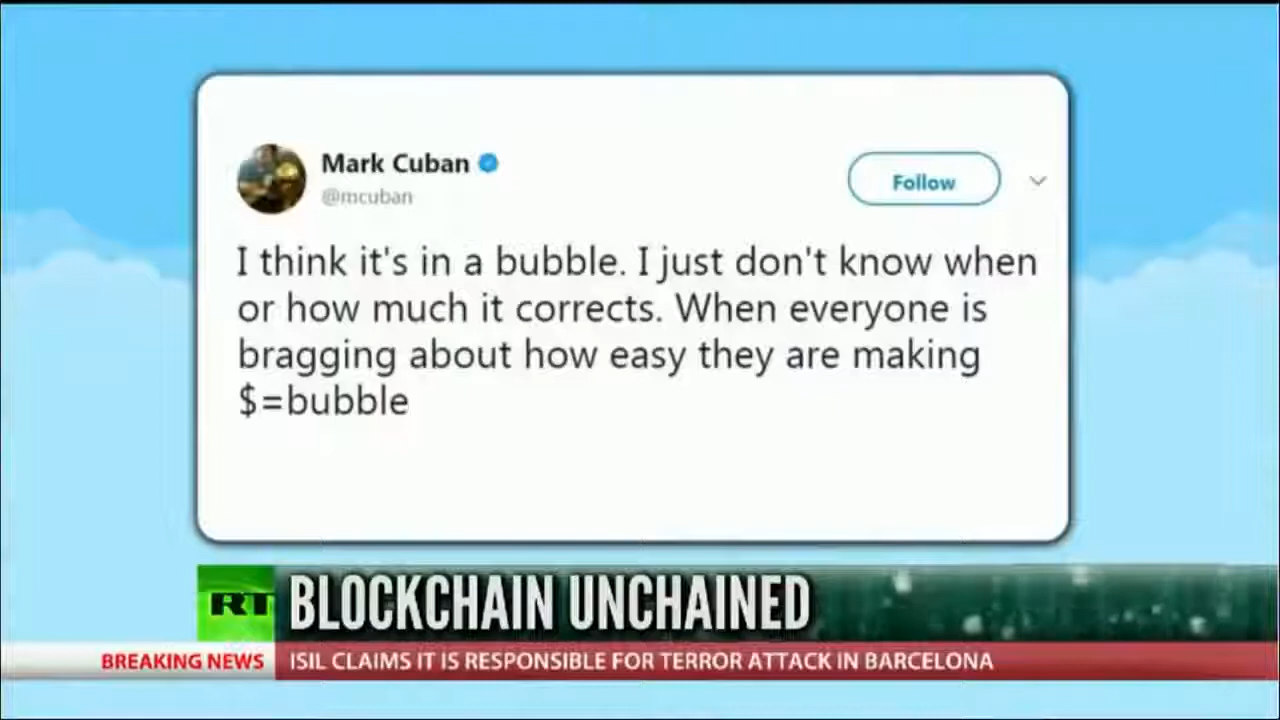 Mark Cuban
@mcuban
Follow
I think it's in a bubble. I just don't know when
or how much it corrects. When everyone is
bragging about how easy they are making
$=bubble
RT
BLOCKCHAIN UNCHAINED
BREAKING NEWS
ISIL CLAIMS IT IS RESPONSIBLE FOR TERROR ATTACK IN BARCELONA